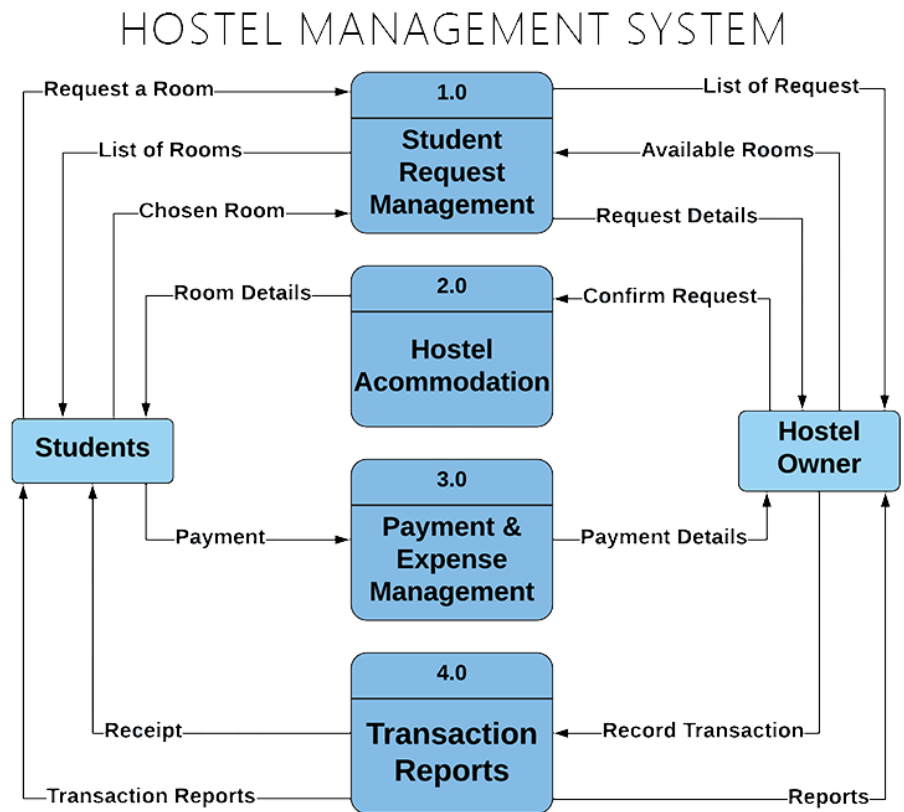 HOSTEL MANAGEMENT SYSTEM
Request a Room
1.0
List of Request
List of Rooms
Student
Request
Management
Available Rooms
Chosen Room
Request Details
Room Details
2.0
Confirm Request
Hostel
Acommodation
Students
Hostel
Owner
3.0
Payment
Payment &
Expense
Management
Payment Details
4.0
Receipt
Transaction
Reports
Record Transaction
Transaction Reports
Reports